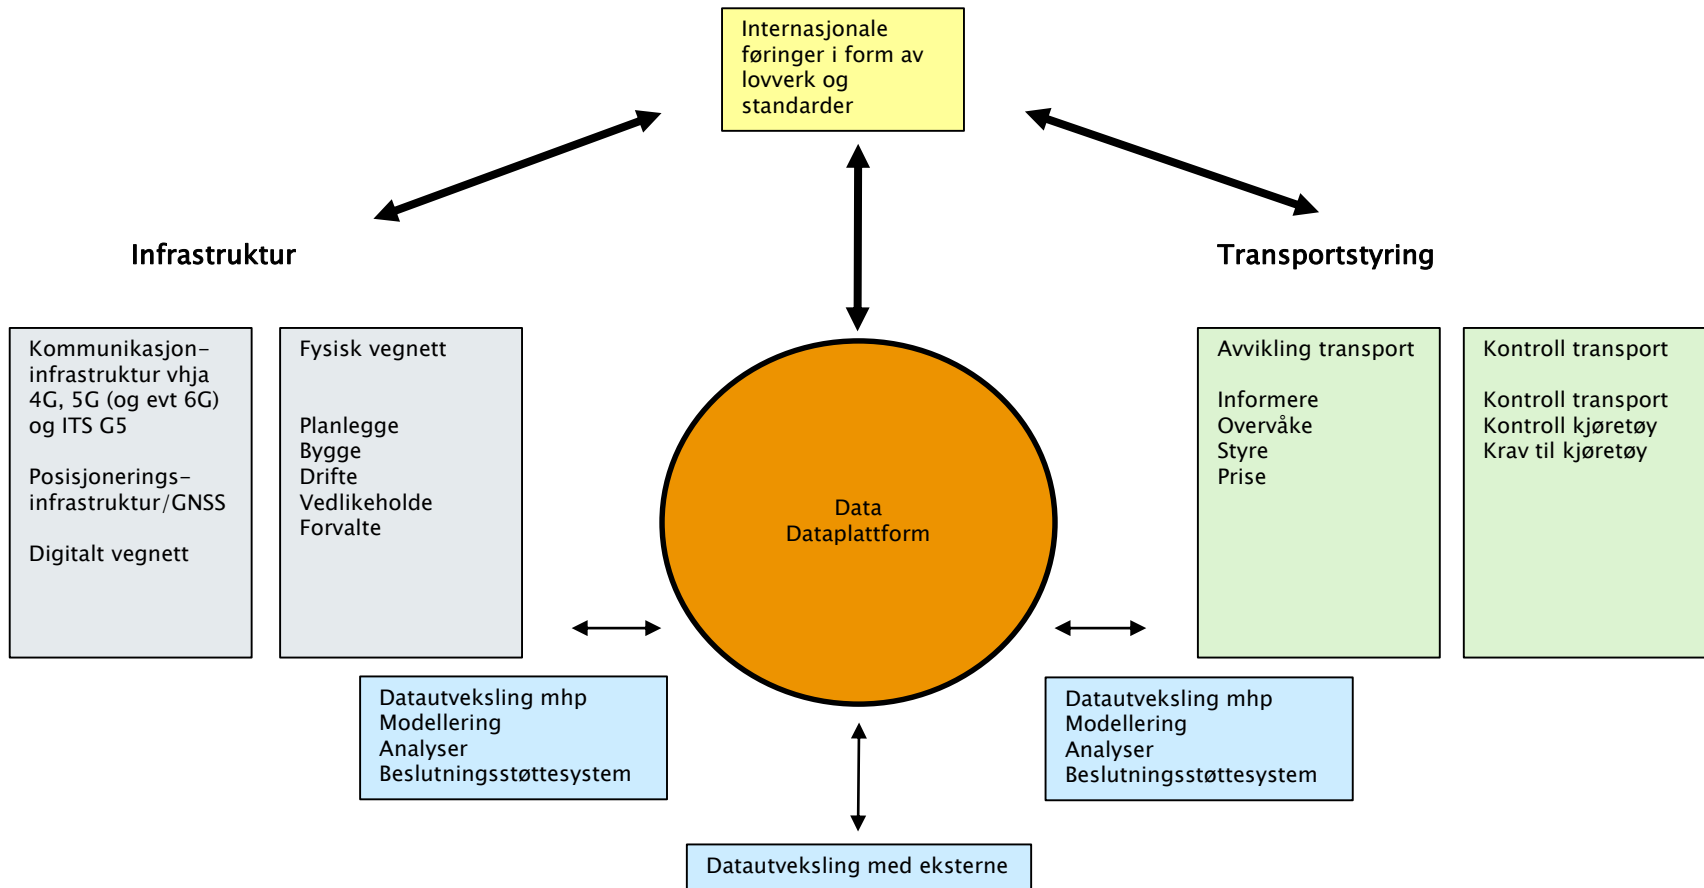 Internasjonale
føringer i form av
lovverk og
standarder
Infrastruktur
Transportstyring
Kommunikasjon-
infrastruktur vhja
4G, 5G (og evt 6G)
og ITS G5
Posisjonerings-
infrastruktur/GNSS
Digitalt vegnett
Fysisk vegnett
Planlegge
Bygge
Drifte
Vedlikeholde
Forvalte
Data
Dataplattform
Avvikling transport
Informere
Overvåke
Styre
Prise
Kontroll transport
Kontroll transport
Kontroll kjøretøy
Krav til kjøretøy
Datautveksling mhp
Modellering
Analyser
Beslutningsstøttesystem
Datautveksling mhp
Modellering
Analyser
Beslutningsstøttesystem
Datautveksling med eksterne